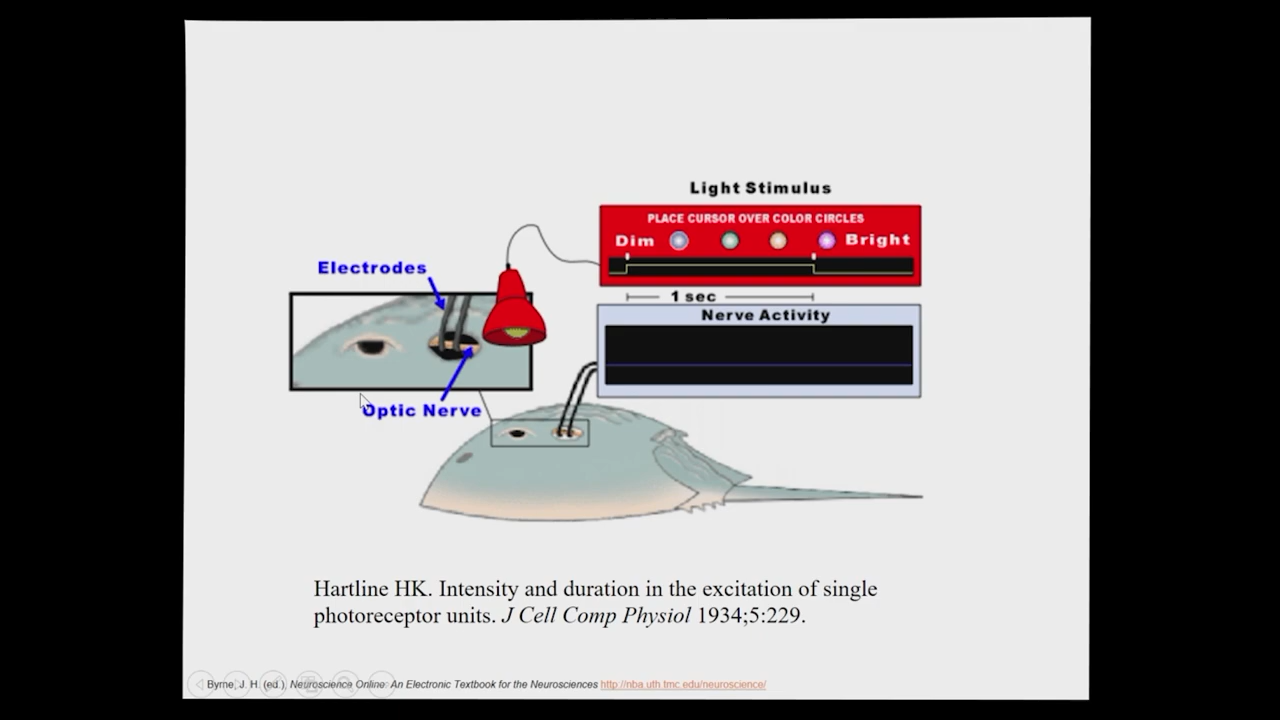 Light Stimulus
PLACE CURSOR OVER COLOR CIRCLES
Dim Bright
Electrodes
1 sec
Nerve Activity
Optic Nerve
Hartline HK. Intensity and duration in the excitation of single
photoreceptor units. J Cell Comp Physiol 1934;5:229.
Byrne, J. H. (ed.), Neuroscience Online: An Electronic Textbook for the Neurosciences http://nba.uth.tmc.edu/neuroscience/